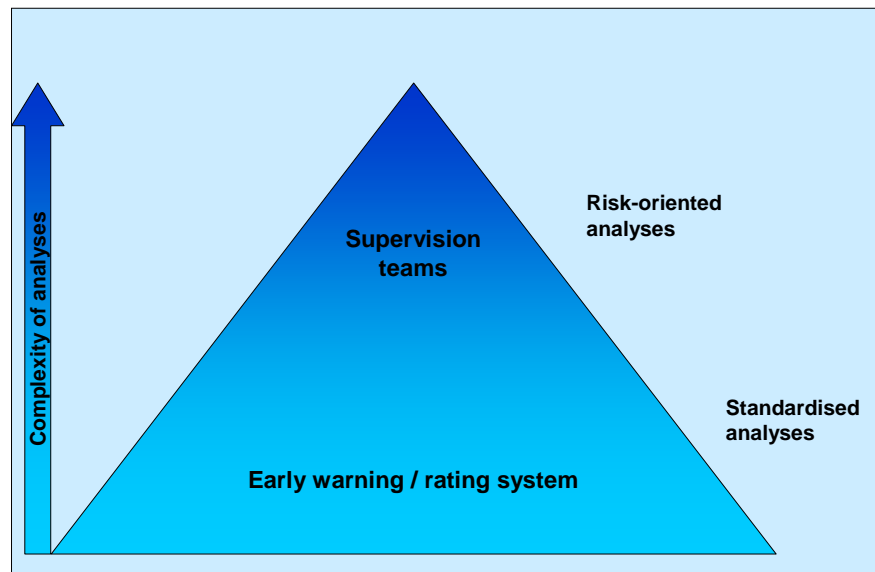 Complexity of analyses
Risk-oriented
analyses
Supervision
teams
Standardised
analyses
Early warning / rating system